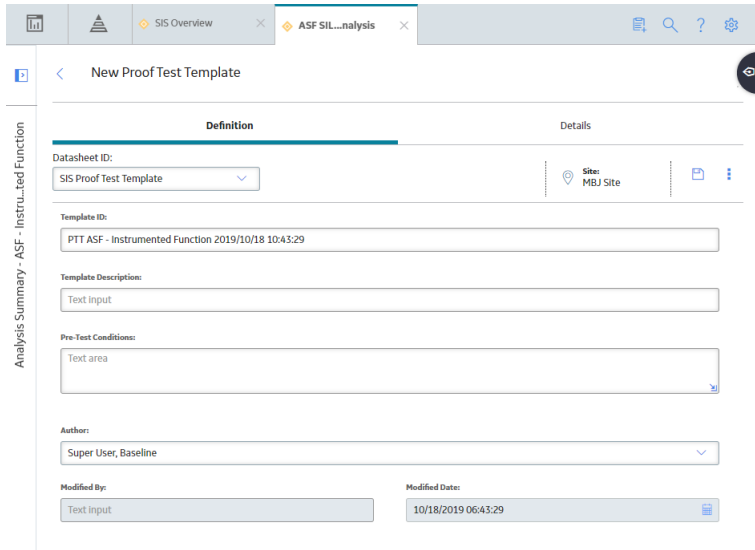 SIS Overview
ASF SIL...nalysis
New Proof Test Template
Analysis Summary - ASF - Instru...ted Function
Definition
Details
Datasheet ID:
SIS Proof Test Template
Site:
MBJ Site
Template ID:
PTT ASF - Instrumented Function 2019/10/18 10:43:29
Template Description:
Text input
Pre-Test Conditions:
Text area
Author:
Super User, Baseline
Modified By:
Modified Date:
Text input
10/18/2019 06:43:29